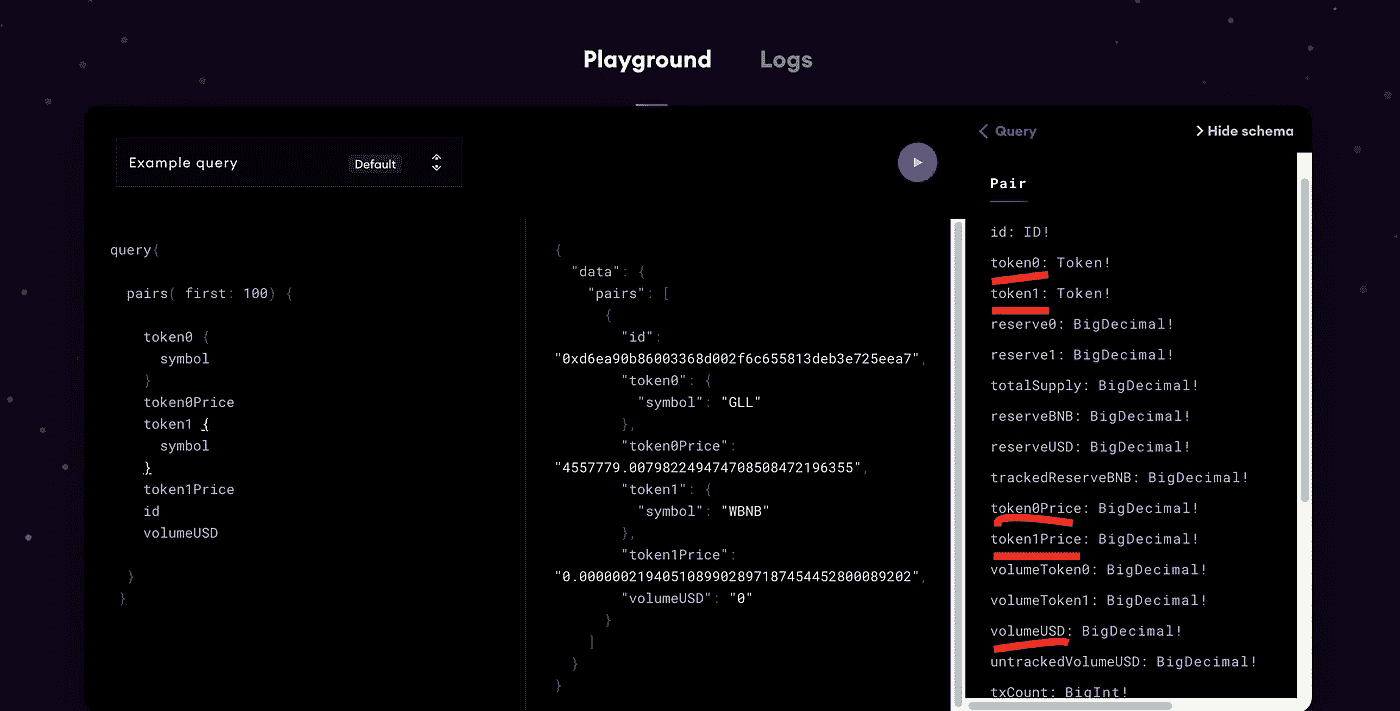 Playground Logs
Example query Default
query{
pairs( first: 100) {
token0 {
symbol
}
token0Price
token1 {
symbol
}
token1Price
id
volumeUSD
}
}
{
"data": {
"pairs": [
{
"id":
"0xd6ea90b86003368d002f6c655813deb3e725eea7",
"token0": {
"symbol": "GLL"
},
"token0Price":
"4557779.007982249474708508472196355",
"token1": {
"symbol": "WBNB"
},
"token1Price":
"0.0000002194051089902897187454452800089202",
"volumeUSD": "0"
}
]
}
}
Query Hide schema
Pair
id: ID!
token0: Token!
token1: Token!
reserve0: BigDecimal!
reserve1: BigDecimal!
totalSupply: BigDecimal!
reserveBNB: BigDecimal!
reserveUSD: BigDecimal!
trackedReserveBNB: BigDecimal!
token0Price: BigDecimal!
token1Price: BigDecimal!
volumeToken0: BigDecimal!
volumeToken1: BigDecimal!
volumeUSD: BigDecimal!
untrackedVolumeUSD: BigDecimal!
txCount: BigInt!